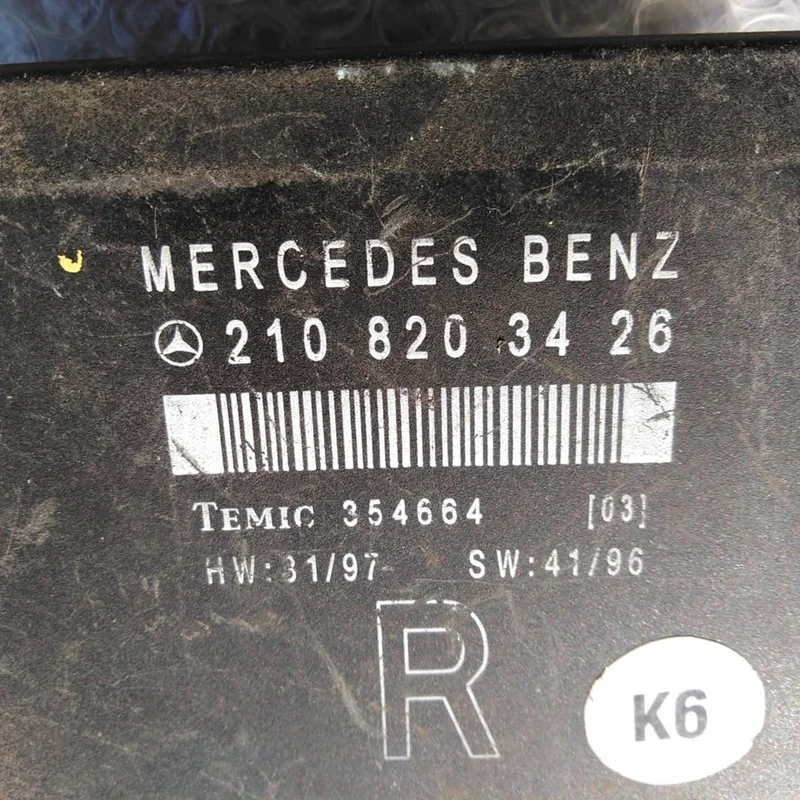 MERCEDES BENZ
210 820 34 26
TEMIC 354664 [03]
HW:31/97 SW:41/96
R
K6